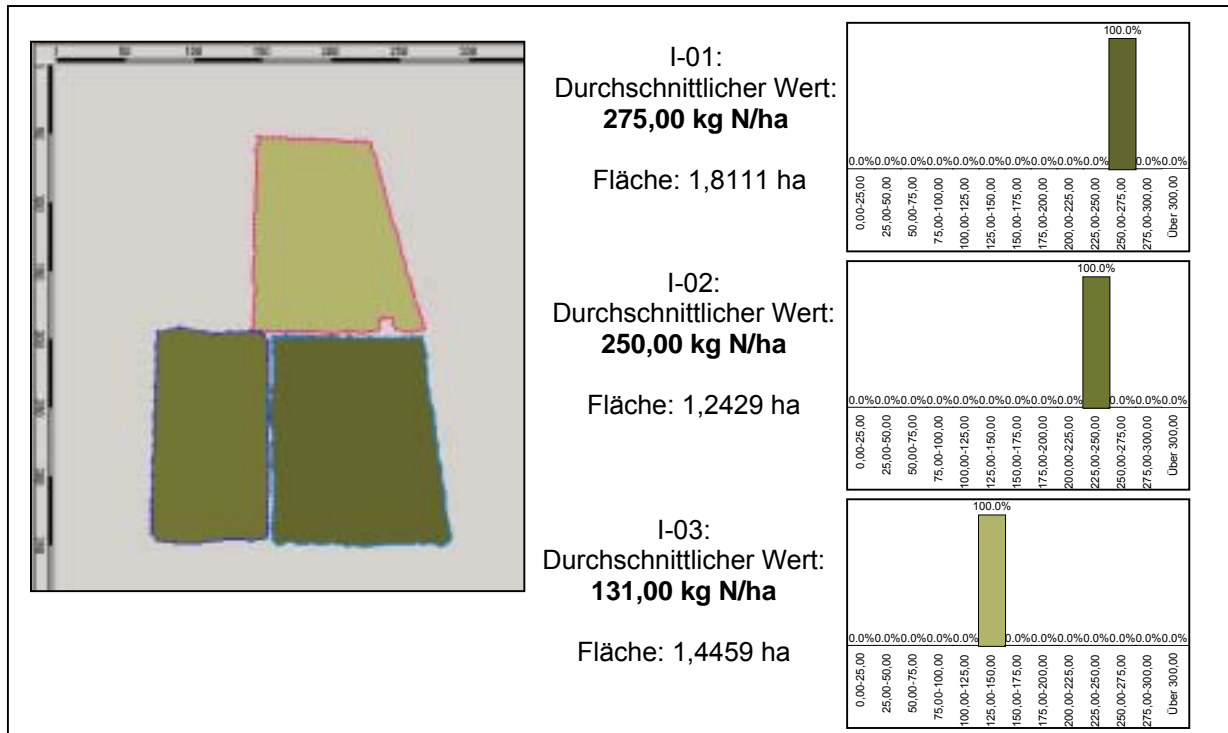 50 100 150 200 250 300
I-01:
Durchschnittlicher Wert:
275,00 kg N/ha
Fläche: 1,8111 ha
100.0%
0.0%0.0%0.0%0.0%0.0%0.0%0.0%0.0%0.0%0.0% 0.0%0.0%
0,00-25,00
25,00-50,00
50,00-75,00
75,00-100,00
100,00-125,00
125,00-150,00
150,00-175,00
175,00-200,00
200,00-225,00
225,00-250,00
250,00-275,00
275,00-300,00
Über 300,00
I-02:
Durchschnittlicher Wert:
250,00 kg N/ha
Fläche: 1,2429 ha
100.0%
0.0%0.0%0.0%0.0%0.0%0.0%0.0%0.0%0.0% 0.0%0.0%0.0%
0,00-25,00
25,00-50,00
50,00-75,00
75,00-100,00
100,00-125,00
125,00-150,00
150,00-175,00
175,00-200,00
200,00-225,00
225,00-250,00
250,00-275,00
275,00-300,00
Über 300,00
I-03:
Durchschnittlicher Wert:
131,00 kg N/ha
Fläche: 1,4459 ha
100.0%
0.0%0.0%0.0%0.0%0.0% 0.0%0.0%0.0%0.0%0.0%0.0%0.0%
0,00-25,00
25,00-50,00
50,00-75,00
75,00-100,00
100,00-125,00
125,00-150,00
150,00-175,00
175,00-200,00
200,00-225,00
225,00-250,00
250,00-275,00
275,00-300,00
Über 300,00